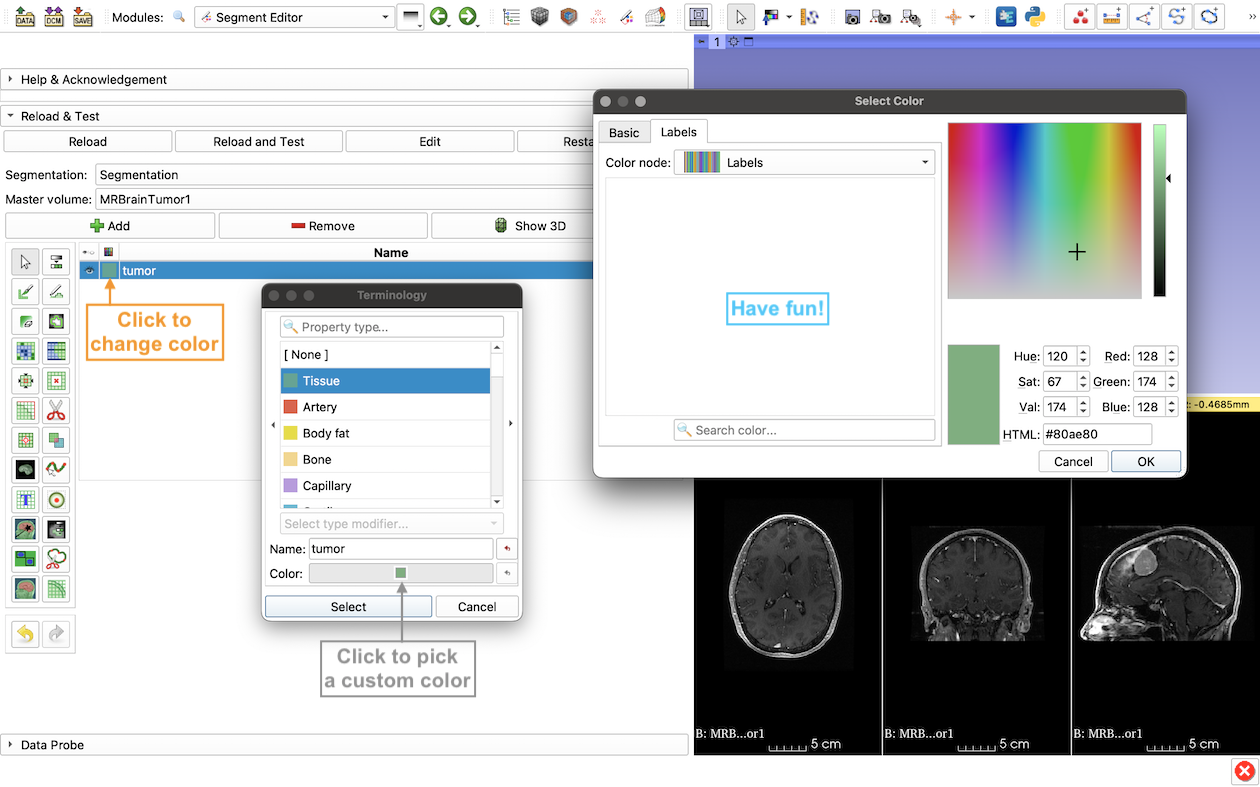 DATA
DCM
SAVE
Modules:
Segment Editor
»
1
Help & Acknowledgement
Reload & Test
Reload
Reload and Test
Edit
Resta
Segmentation:
Segmentation
Master volume:
MRBrainTumor1
Add
Remove
Show 3D
Name
tumor
Click to
change color
Terminology
Property type...
[ None ]
Tissue
Artery
Body fat
Bone
Capillary
Select type modifier...
Name:
tumor
Color:
Select
Cancel
Click to pick
a custom color
Select Color
Basic
Labels
Color node:
Labels
Have fun!
Search color...
Hue:
120
Red:
128
Sat:
67
Green:
174
Val:
174
Blue:
128
HTML:
#80ae80
Cancel
OK
-0.4685mm
B: MRB...or1
5 cm
B: MRB...or1
5 cm
B: MRB...or1
5 cm
Data Probe